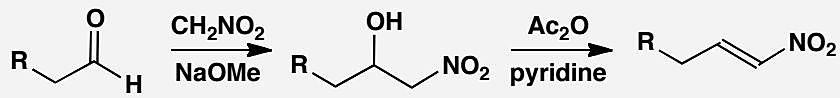 R
O
H
CH₂NO₂
NaOMe
R
OH
NO₂
Ac₂O
pyridine
R
NO₂